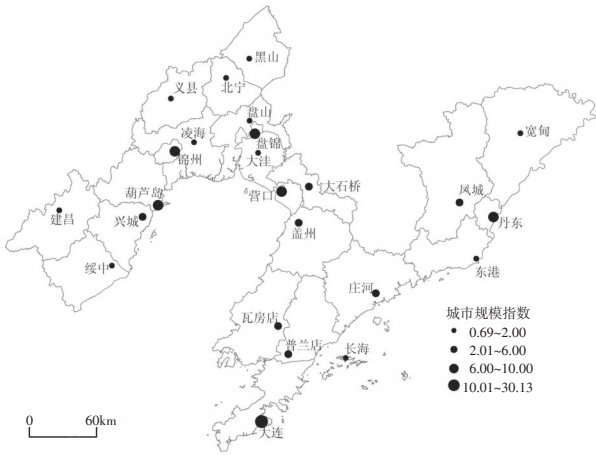 黑山
北宁
义县
盘山
宽甸
凌海
盘锦
锦州
大洼
大石桥
葫芦岛
营口
凤城
建昌
兴城
盖州
丹东
绥中
东港
庄河
城市规模指数
0.69~2.00
瓦房店
2.01~6.00
普兰店
长海
6.00~10.00
10.01~30.13
0 60km
大连